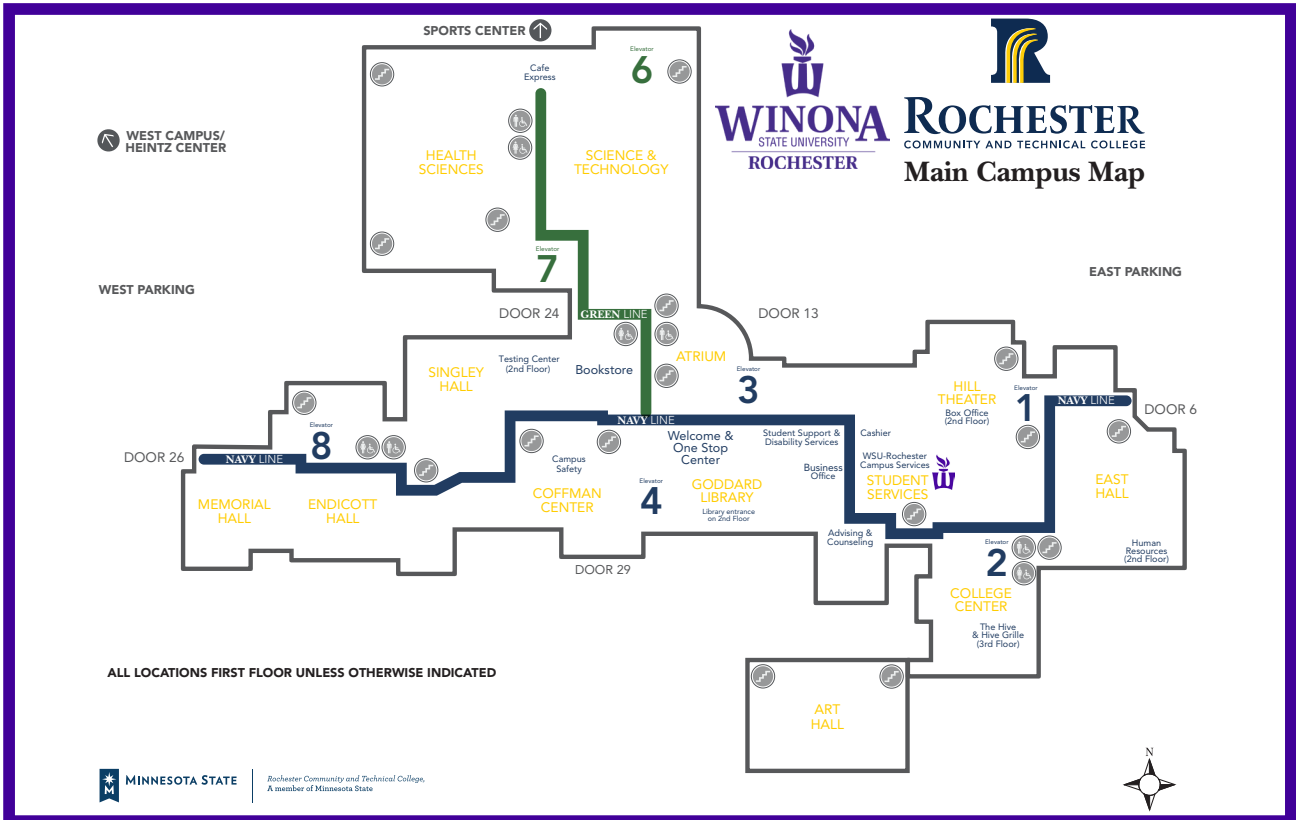 SPORTS CENTER
Elevator
6
Cafe
Express
WINONA
STATE UNIVERSITY
ROCHESTER
ROCHESTER
COMMUNITY AND TECHNICAL COLLEGE
Main Campus Map
WEST CAMPUS/
HEINTZ CENTER
HEALTH
SCIENCES
SCIENCE &
TECHNOLOGY
Elevator
7
WEST PARKING
EAST PARKING
DOOR 24
GREEN LINE
DOOR 13
ATRIUM
Testing Center
(2nd Floor)
Bookstore
SINGLEY
HALL
Elevator
3
HILL
THEATER
Box Office
(2nd Floor)
Elevator
1
NAVY LINE
DOOR 6
Elevator
8
NAVY LINE
Welcome &
One Stop
Center
Student Support &
Disability Services
Cashier
DOOR 26
NAVY LINE
Campus
Safety
Business
Office
WSU-Rochester
Campus Services
STUDENT
SERVICES
EAST
HALL
MEMORIAL
HALL
ENDICOTT
HALL
COFFMAN
CENTER
Elevator
4
GODDARD
LIBRARY
Library entrance
on 2nd Floor
Advising &
Counseling
Elevator
2
Human
Resources
(2nd Floor)
DOOR 29
COLLEGE
CENTER
The Hive
& Hive Grille
(3rd Floor)
ALL LOCATIONS FIRST FLOOR UNLESS OTHERWISE INDICATED
ART
HALL
N
M
MINNESOTA STATE
Rochester Community and Technical College,
A member of Minnesota State